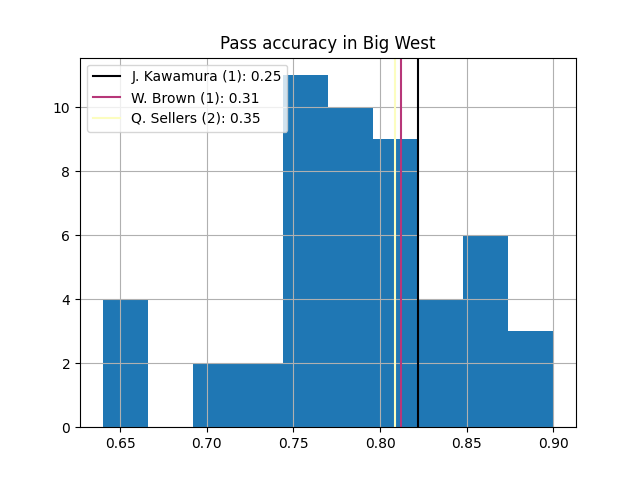 Pass accuracy in Big West
J. Kawamura (1): 0.25
W. Brown (1): 0.31
Q. Sellers (2): 0.35
10
8
6
4
2
0
0.65 0.70 0.75 0.80 0.85 0.90